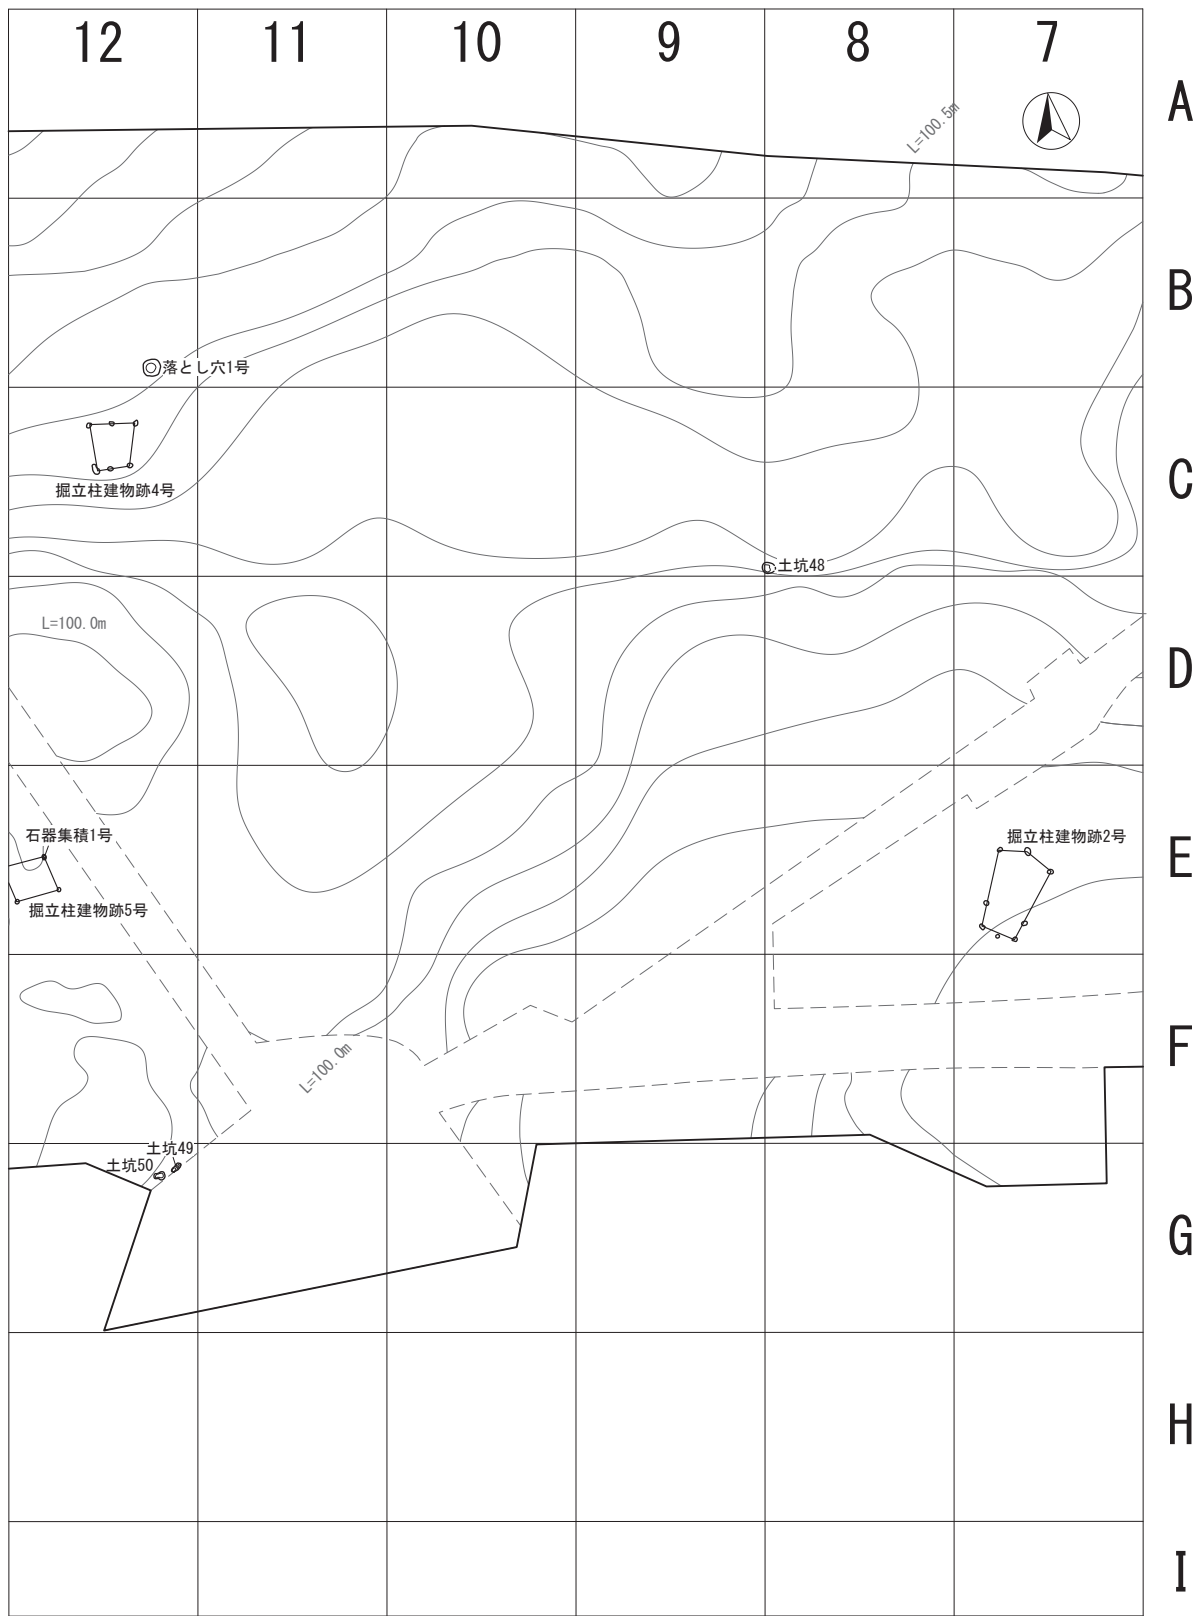 12 11 10 9 8 7
A
L=100.5m
B
落とし穴1号
C
掘立柱建物跡4号
土坑48
L=100.0m
D
石器集積1号
掘立柱建物跡2号
E
掘立柱建物跡5号
F
L=100.0m
土坑49
土坑50
G
H
I